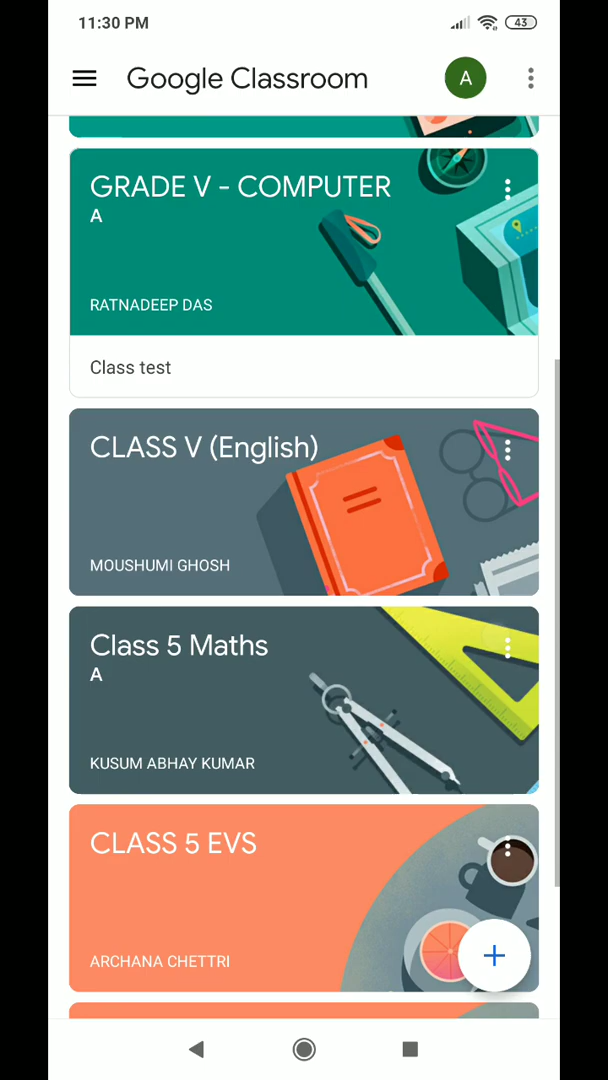 11:30 PM
43
Google Classroom
A
GRADE V - COMPUTER
A
RATNADEEP DAS
Class test
CLASS V (English)
MOUSHUMI GHOSH
Class 5 Maths
A
KUSUM ABHAY KUMAR
CLASS 5 EVS
ARCHANA CHETTRI